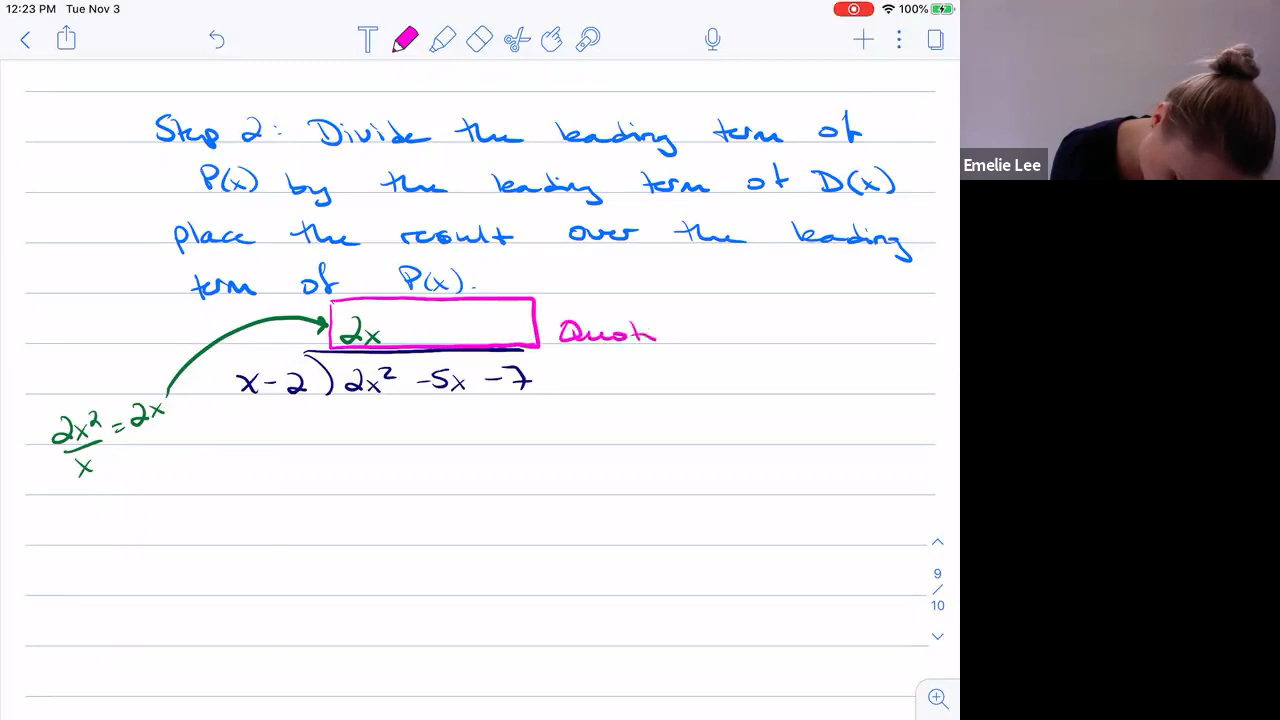 12:23 PM Tue Nov 3
100%
T
Step 2: Divide the leading term of
P(x) by the leading term of D(x)
place the result over the leading
term of P(x).
2x
Quot
x-2)2x² -5x -7
2x²/x = 2x
9
/
10
Emelie Lee